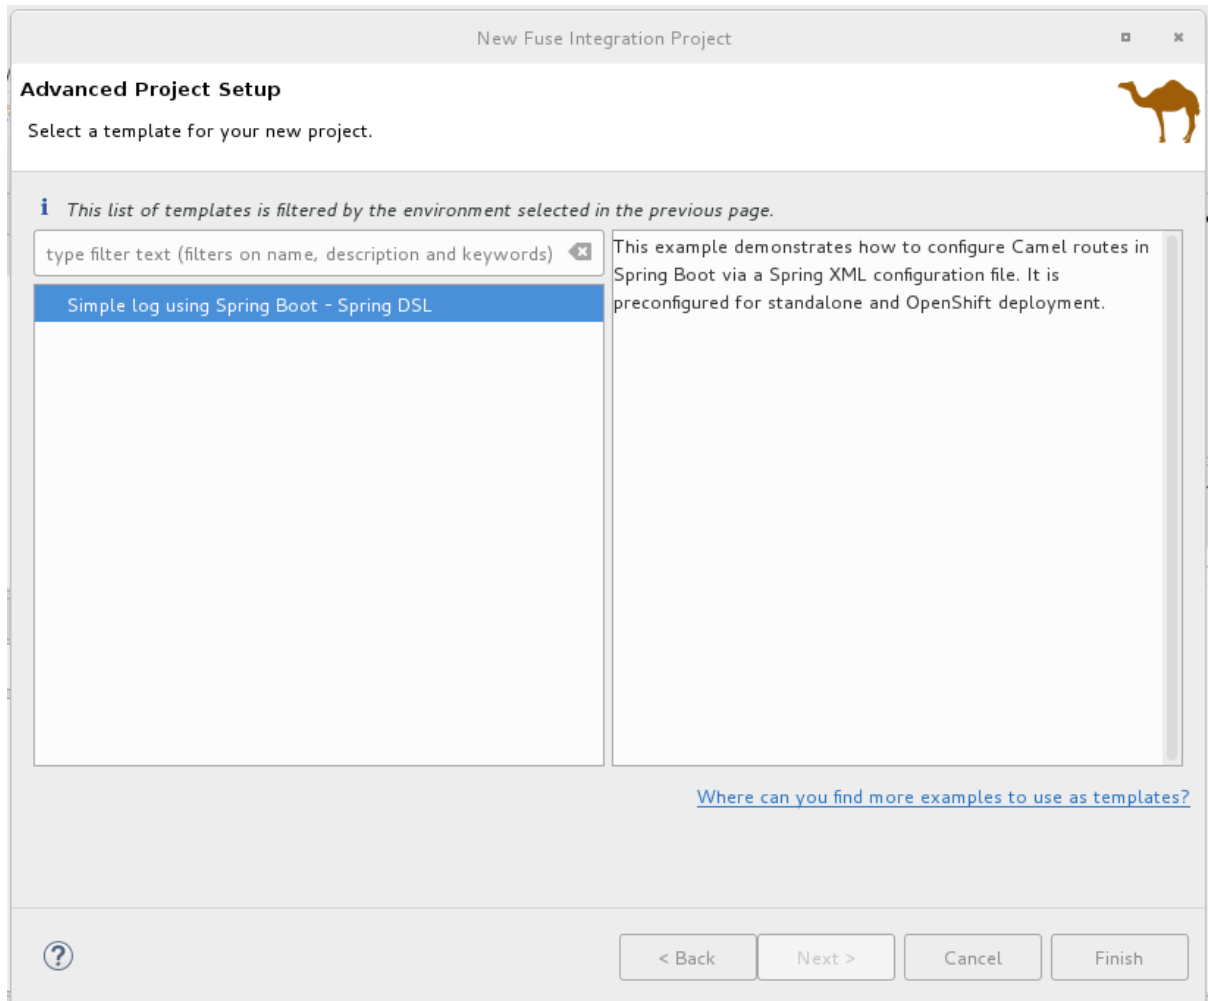 New Fuse Integration Project
Advanced Project Setup
Select a template for your new project.
i This list of templates is filtered by the environment selected in the previous page.
type filter text (filters on name, description and keywords)
Simple log using Spring Boot - Spring DSL
This example demonstrates how to configure Camel routes in
Spring Boot via a Spring XML configuration file. It is
preconfigured for standalone and OpenShift deployment.
Where can you find more examples to use as templates?
?
< Back
Next >
Cancel
Finish